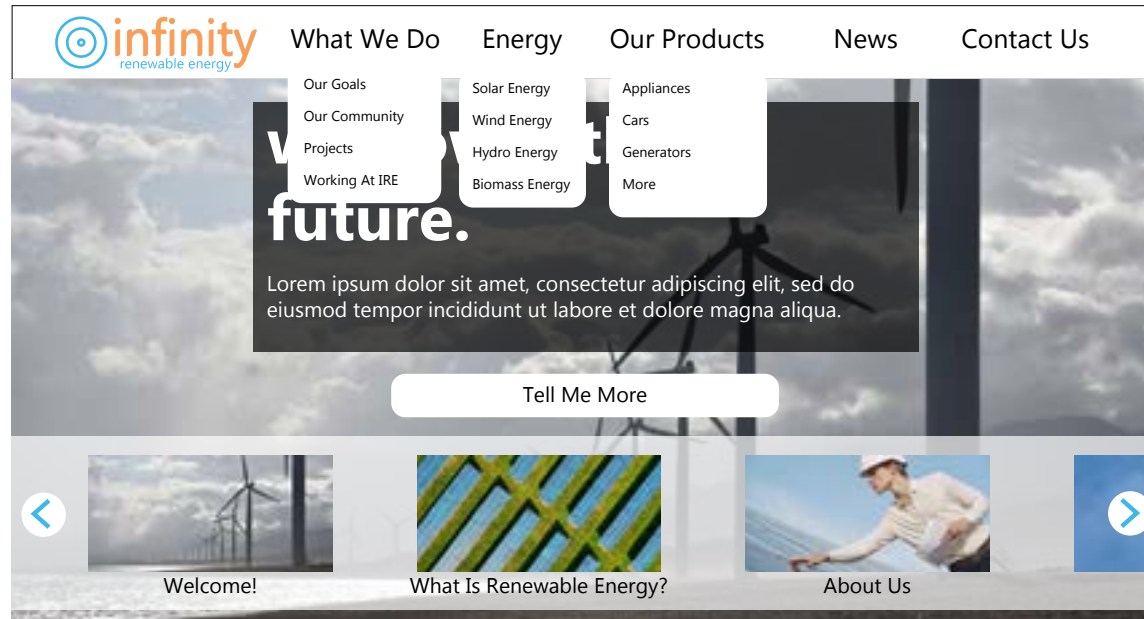 infinity
renewable energy
What We Do
Energy
Our Products
News
Contact Us
Our Goals
Our Community
Projects
Working At IRE
Solar Energy
Wind Energy
Hydro Energy
Biomass Energy
Appliances
Cars
Generators
More
future.
Lorem ipsum dolor sit amet, consectetur adipiscing elit, sed do
eiusmod tempor incididunt ut labore et dolore magna aliqua.
Tell Me More
Welcome!
What Is Renewable Energy?
About Us